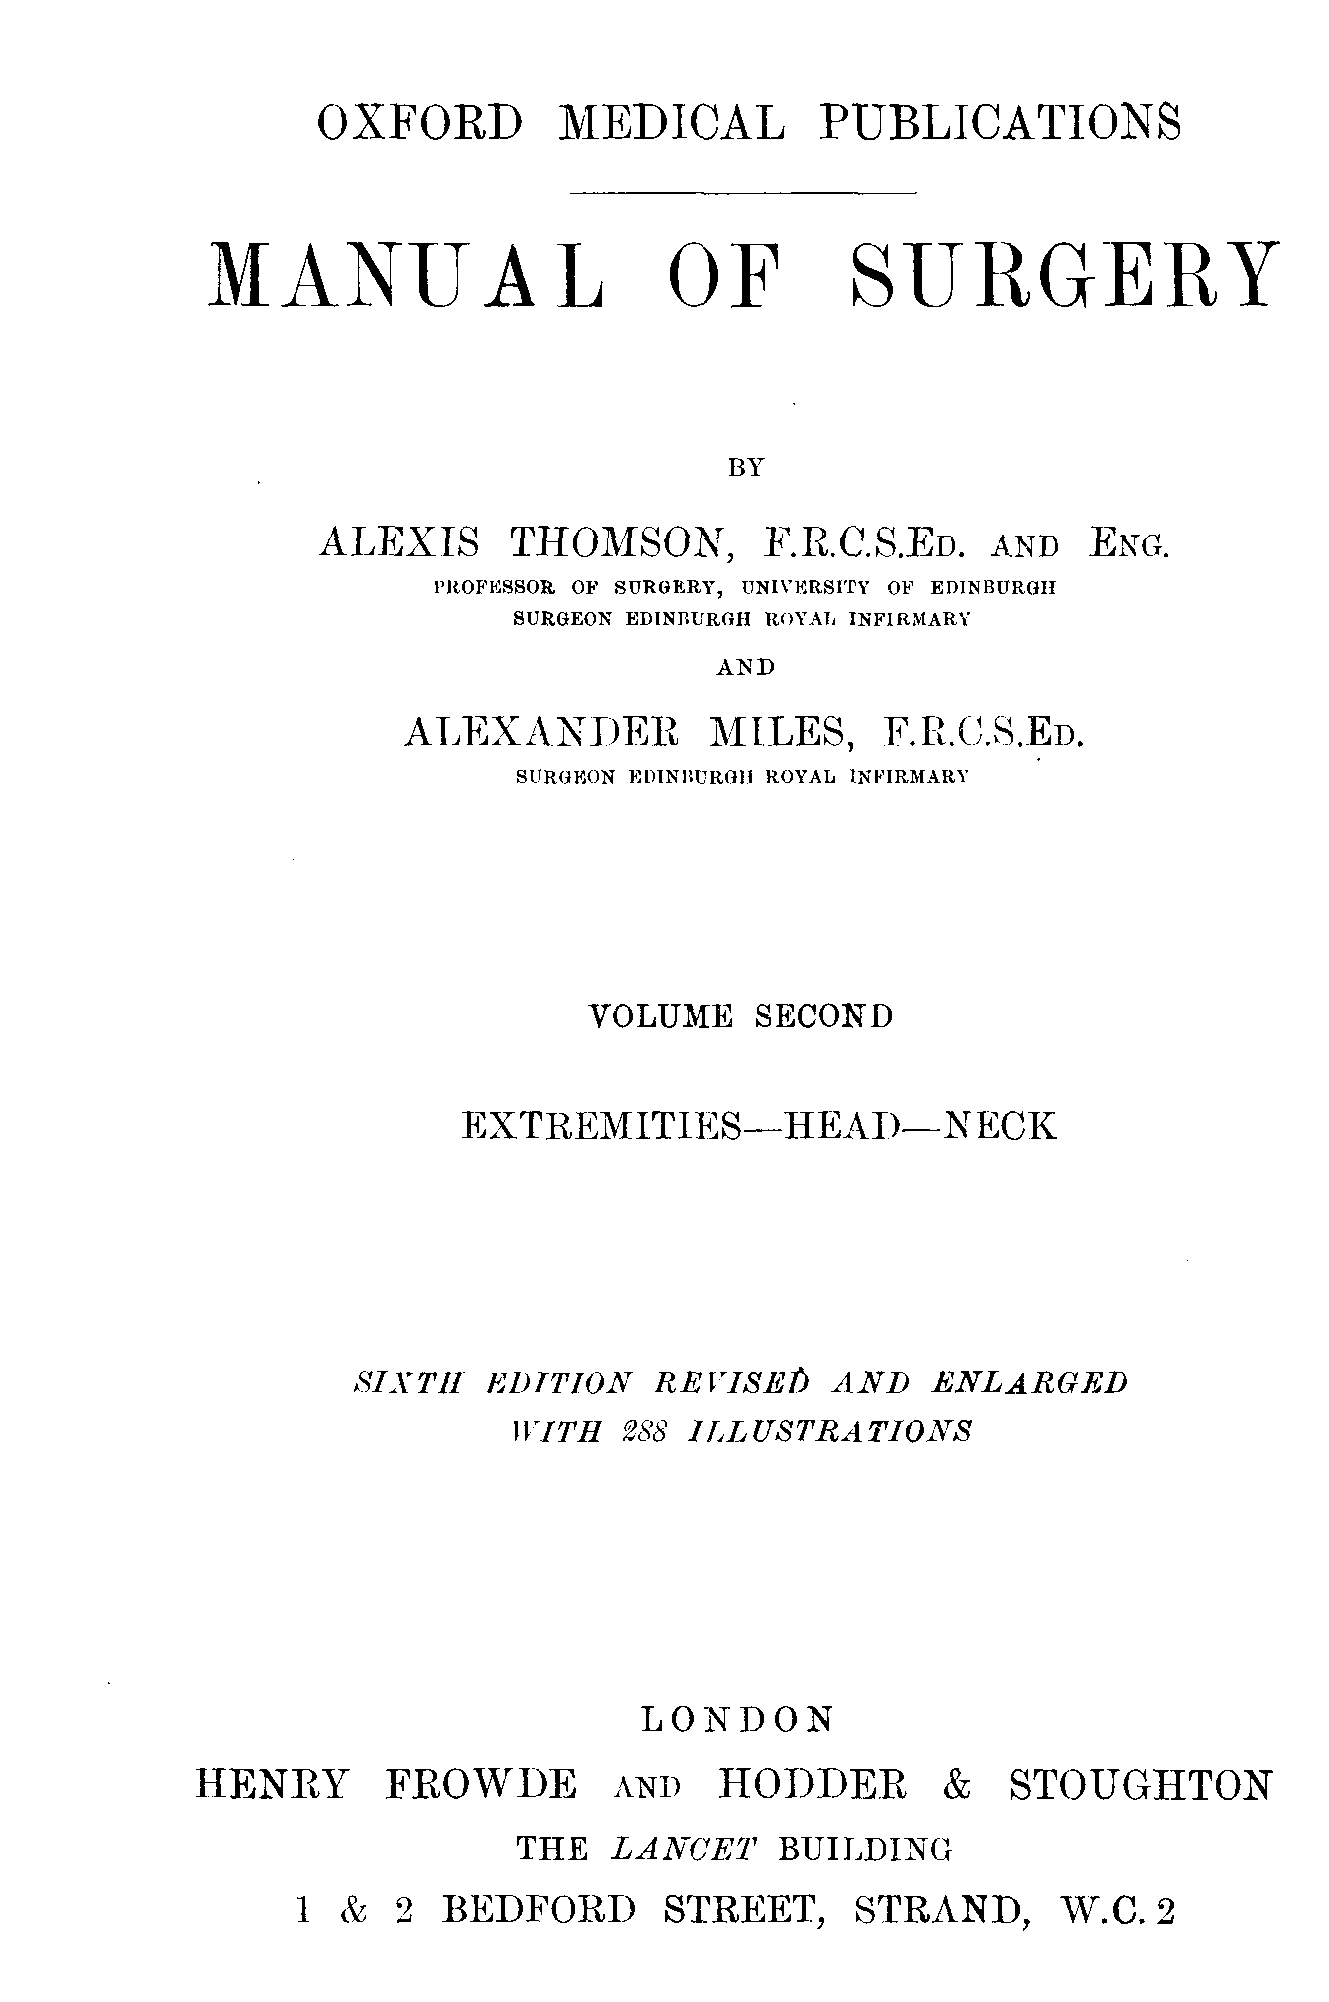 OXFORD MEDICAL PUBLICATIONS
MANUAL OF SURGERY
BY
ALEXIS THOMSON, F.R.C.S.ED. AND ENG.
PROFESSOR OF SURGERY, UNIVERSITY OF EDINBURGH
SURGEON EDINBURGH ROYAL INFIRMARY
AND
ALEXANDER MILES, F.R.C.S.ED.
SURGEON EDINBURGH ROYAL INFIRMARY
VOLUME SECOND
EXTREMITIES—HEAD—NECK
SIXTH EDITION REVISED AND ENLARGED
WITH 288 ILLUSTRATIONS
LONDON
HENRY FROWDE AND HODDER & STOUGHTON
THE LANCET BUILDING
1 & 2 BEDFORD STREET, STRAND, W.C. 2